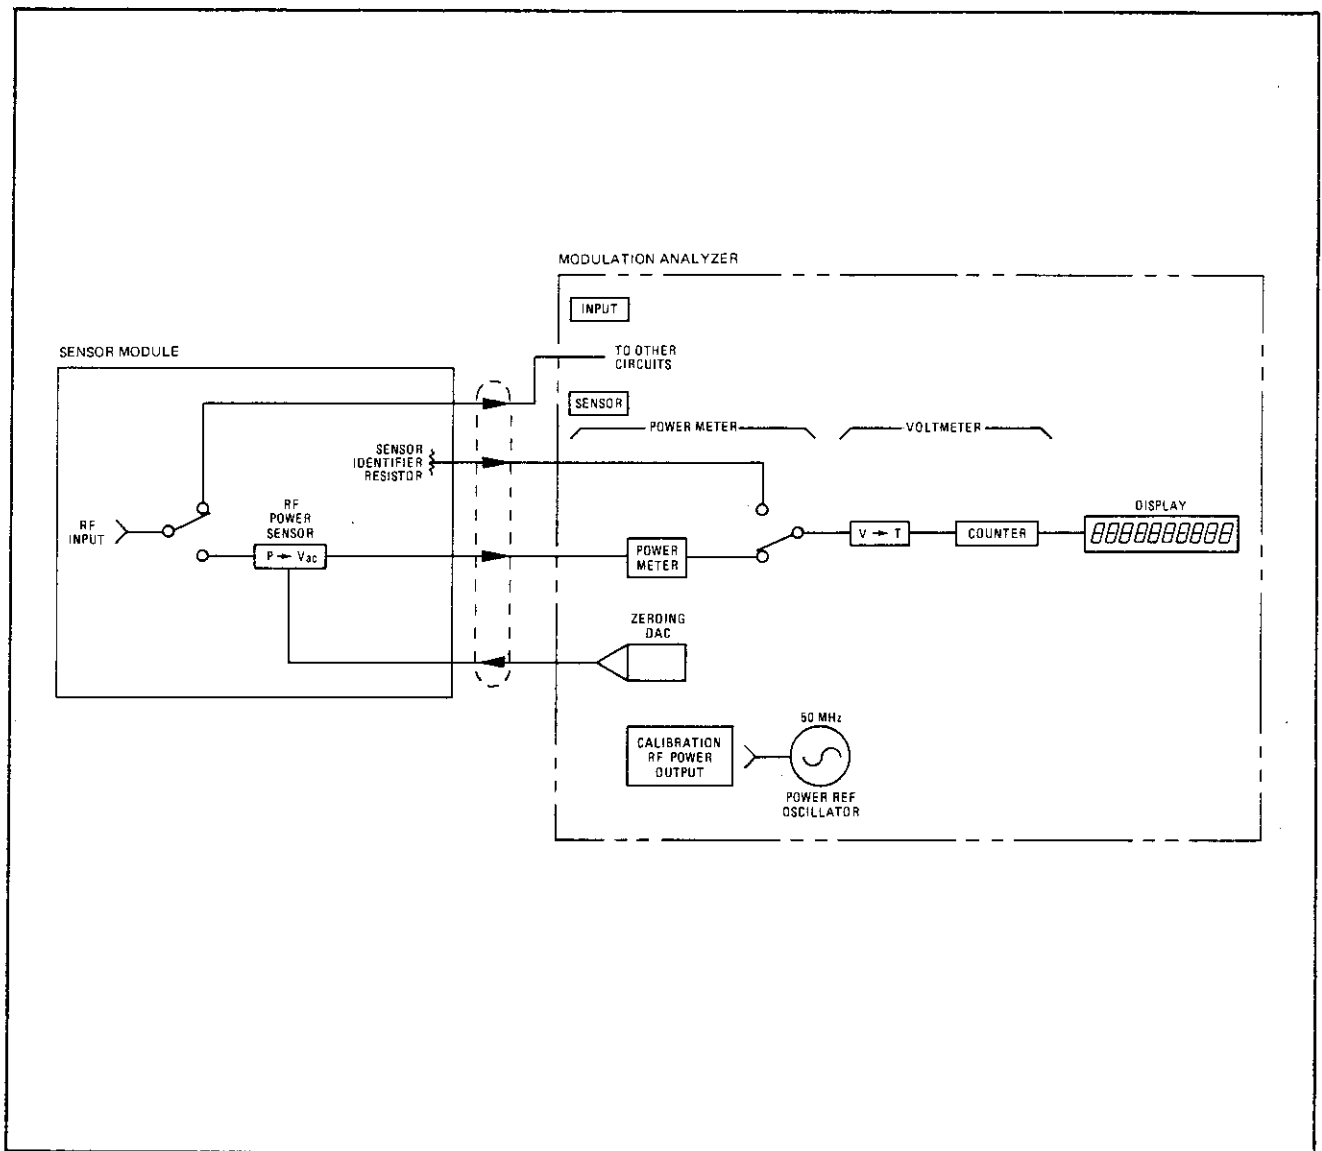 MODULATION ANALYZER
INPUT
TO OTHER
CIRCUITS
SENSOR MODULE
SENSOR
POWER METER
VOLTMETER
SENSOR
IDENTIFIER
RESISTOR
RF
INPUT
RF
POWER
SENSOR
P → Vac
POWER
METER
V → T
COUNTER
DISPLAY
0000000000
ZEROING
DAC
50 MHz
CALIBRATION
RF POWER
OUTPUT
POWER REF
OSCILLATOR